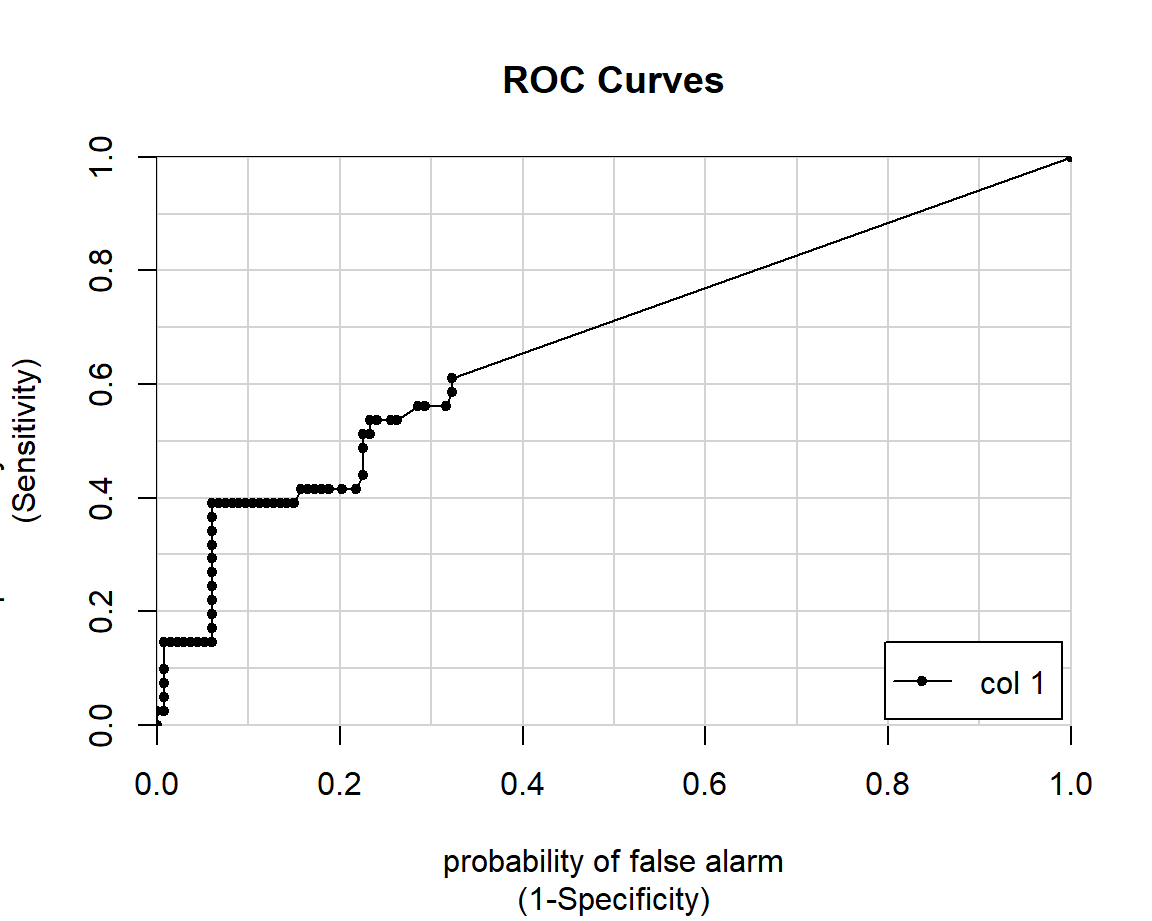 ROC Curves
(Sensitivity)
1.0
0.8
0.6
0.4
0.2
0.0
col 1
0.0 0.2 0.4 0.6 0.8 1.0
probability of false alarm
(1-Specificity)